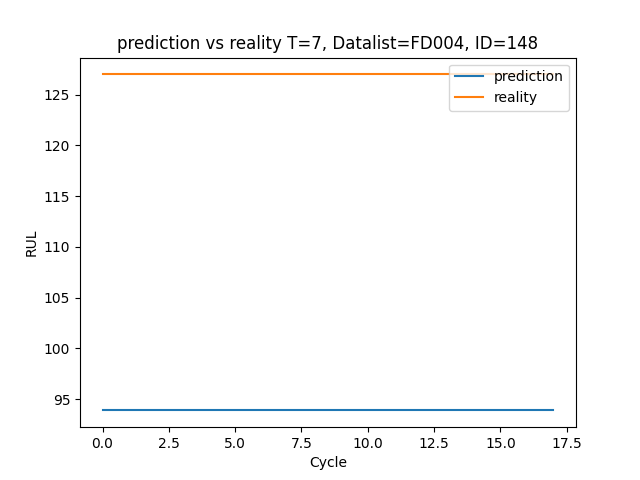 prediction vs reality T=7, Datalist=FD004, ID=148
prediction
reality
125
120
115
110
105
100
95
RUL
0.0 2.5 5.0 7.5 10.0 12.5 15.0 17.5
Cycle